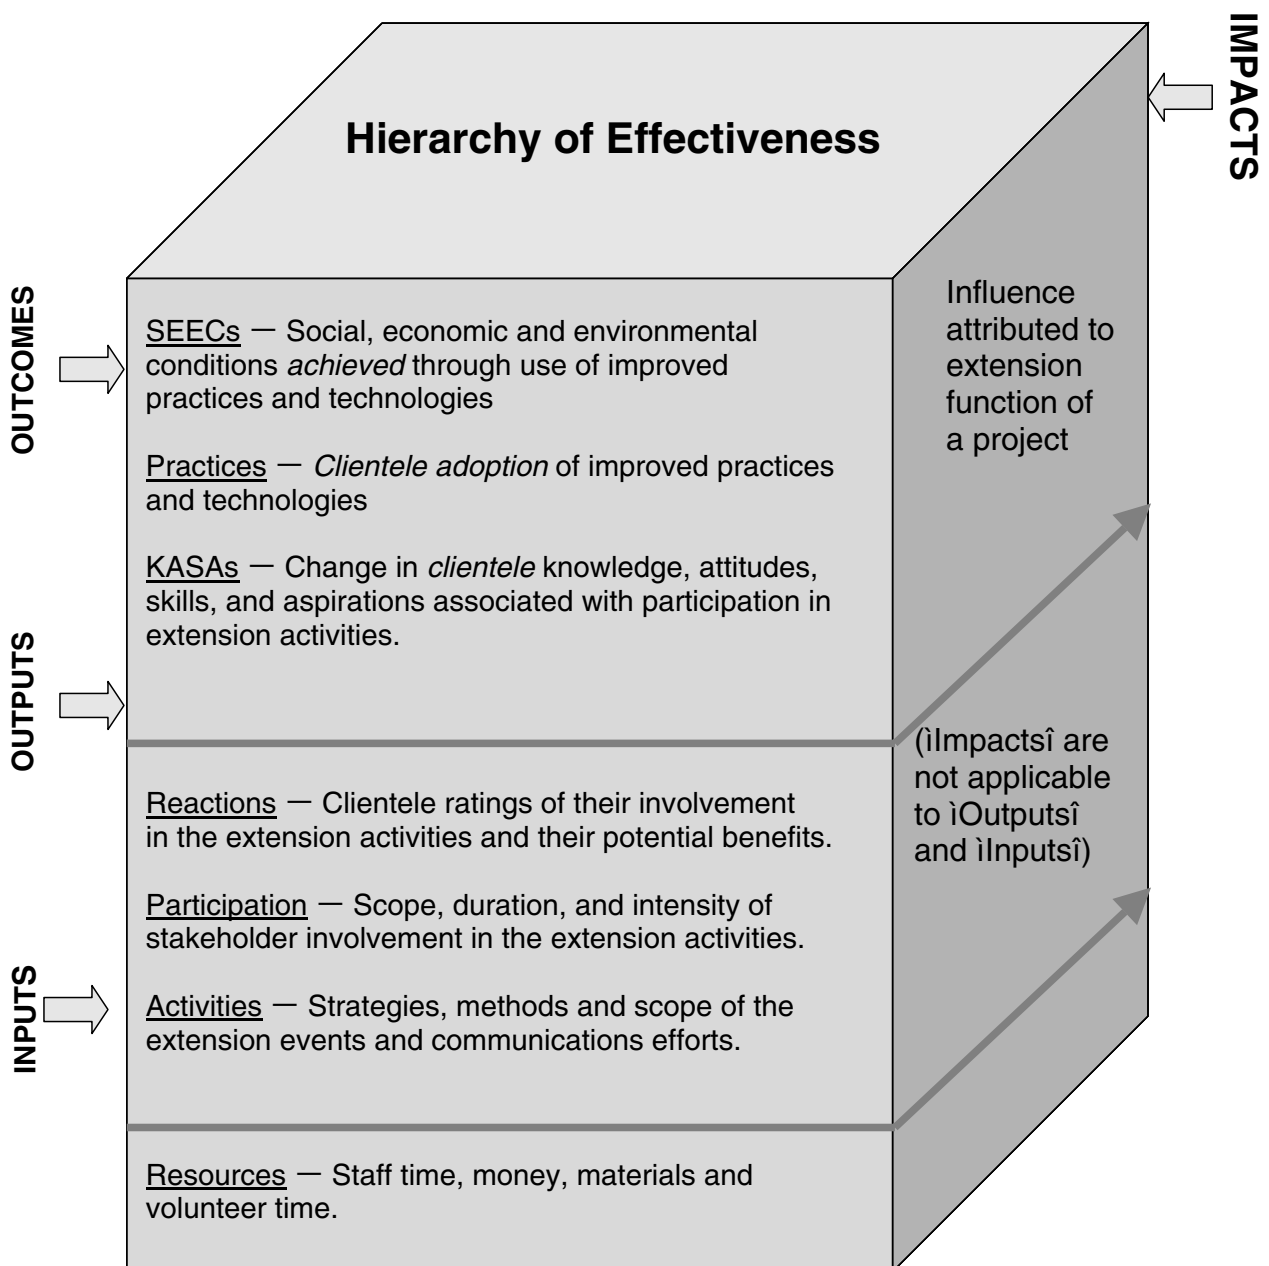 IMPACTS
Hierarchy of Effectiveness
OUTCOMES
SEECs — Social, economic and environmental
conditions achieved through use of improved
practices and technologies
Practices — Clientele adoption of improved practices
and technologies
KASAs — Change in clientele knowledge, attitudes,
skills, and aspirations associated with participation in
extension activities.
Influence
attributed to
extension
function of
a project
OUTPUTS
Reactions — Clientele ratings of their involvement
in the extension activities and their potential benefits.
Participation — Scope, duration, and intensity of
stakeholder involvement in the extension activities.
(ìImpactsî are
not applicable
to ìOutputsî
and ìInputsî)
INPUTS
Activities — Strategies, methods and scope of the
extension events and communications efforts.
Resources — Staff time, money, materials and
volunteer time.